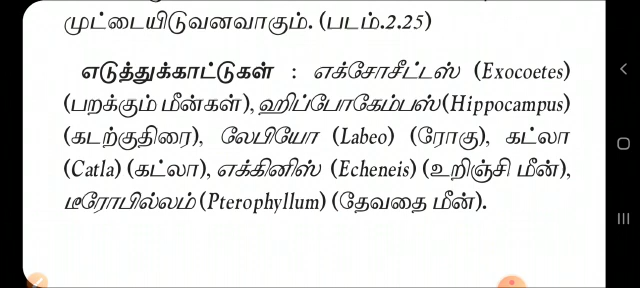 முட்டையிடுவனவாகும். (படம்.2.25)
எடுத்துக்காட்டுகள் : எக்சோசீட்டஸ் (Exocoetes)
(பறக்கும் மீன்கள்), ஹிப்போகேம்பஸ் (Hippocampus)
(கடற்குதிரை), லேபியோ (Labeo) (ரோகு), கட்லா
(Catla) (கட்லா), எக்கினிஸ் (Echeneis) (உறிஞ்சி மீன்),
டீரோபில்லம் (Pterophyllum) (தேவதை மீன்).